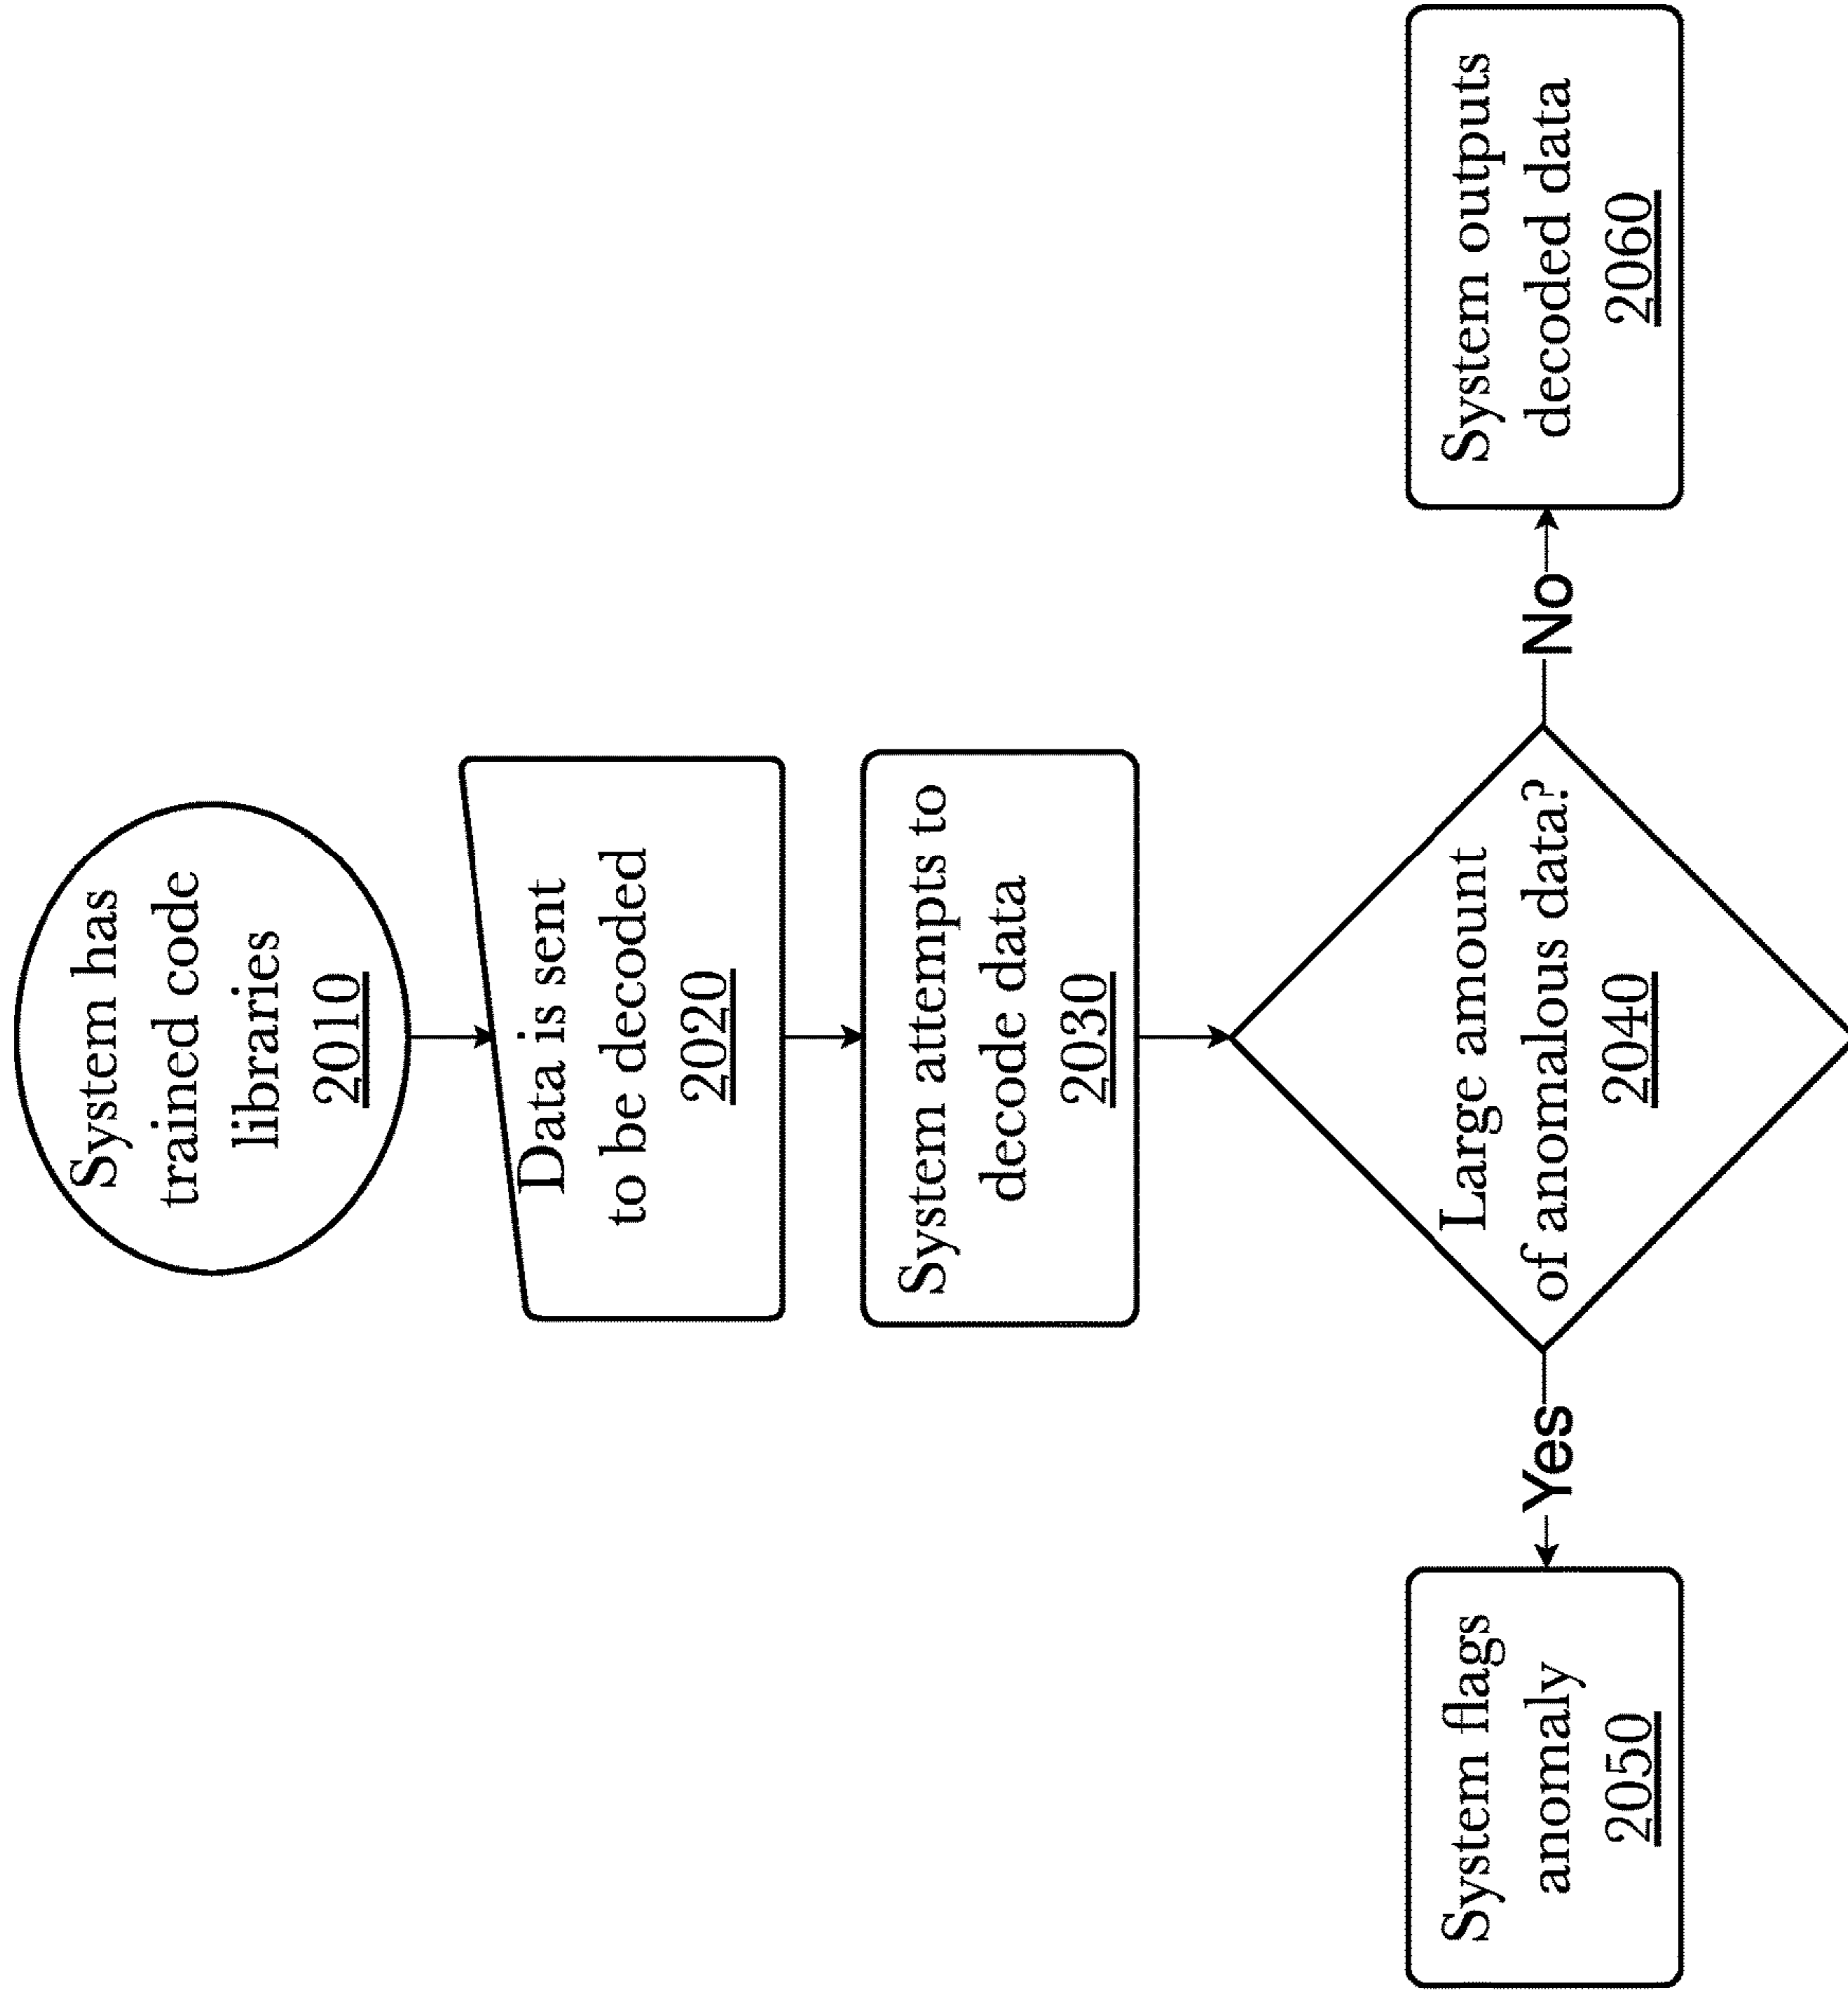 System has
trained code
libraries
2010
Data is sent
to be decoded
2020
System attempts to
decode data
2030
Large amount
of anomalous data?
2040
Yes
No
System flags
anomaly
2050
System outputs
decoded data
2060